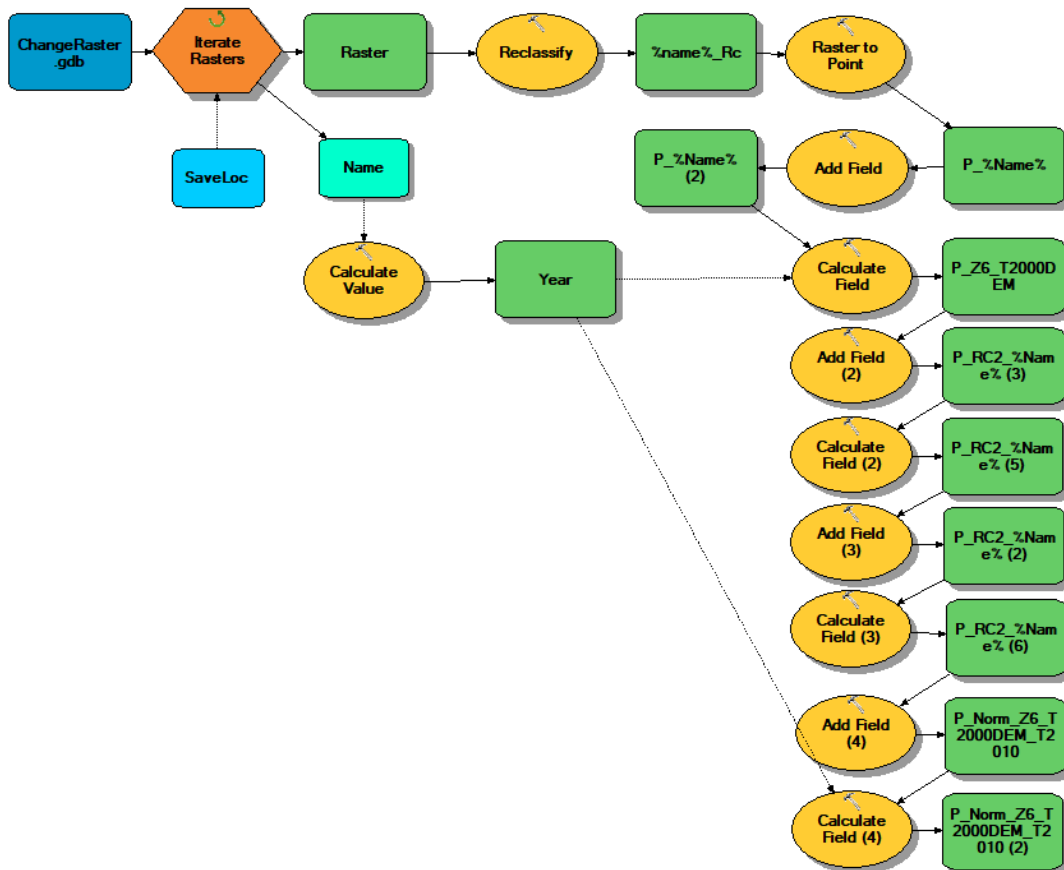 ChangeRaster
.gdb
Iterate
Rasters
Raster
Reclassify
%name%_Rc
Raster to
Point
SaveLoc
Name
P_%Name%
(2)
Add Field
P_%Name%
Calculate
Value
Year
Calculate
Field
P_Z6_T2000D
EM
Add Field
(2)
P_RC2_%Nam
e% (3)
Calculate
Field (2)
P_RC2_%Nam
e% (5)
Add Field
(3)
P_RC2_%Nam
e% (2)
Calculate
Field (3)
P_RC2_%Nam
e% (6)
Add Field
(4)
P_Norm_Z6_T
2000DEM_T2
010
Calculate
Field (4)
P_Norm_Z6_T
2000DEM_T2
010 (2)